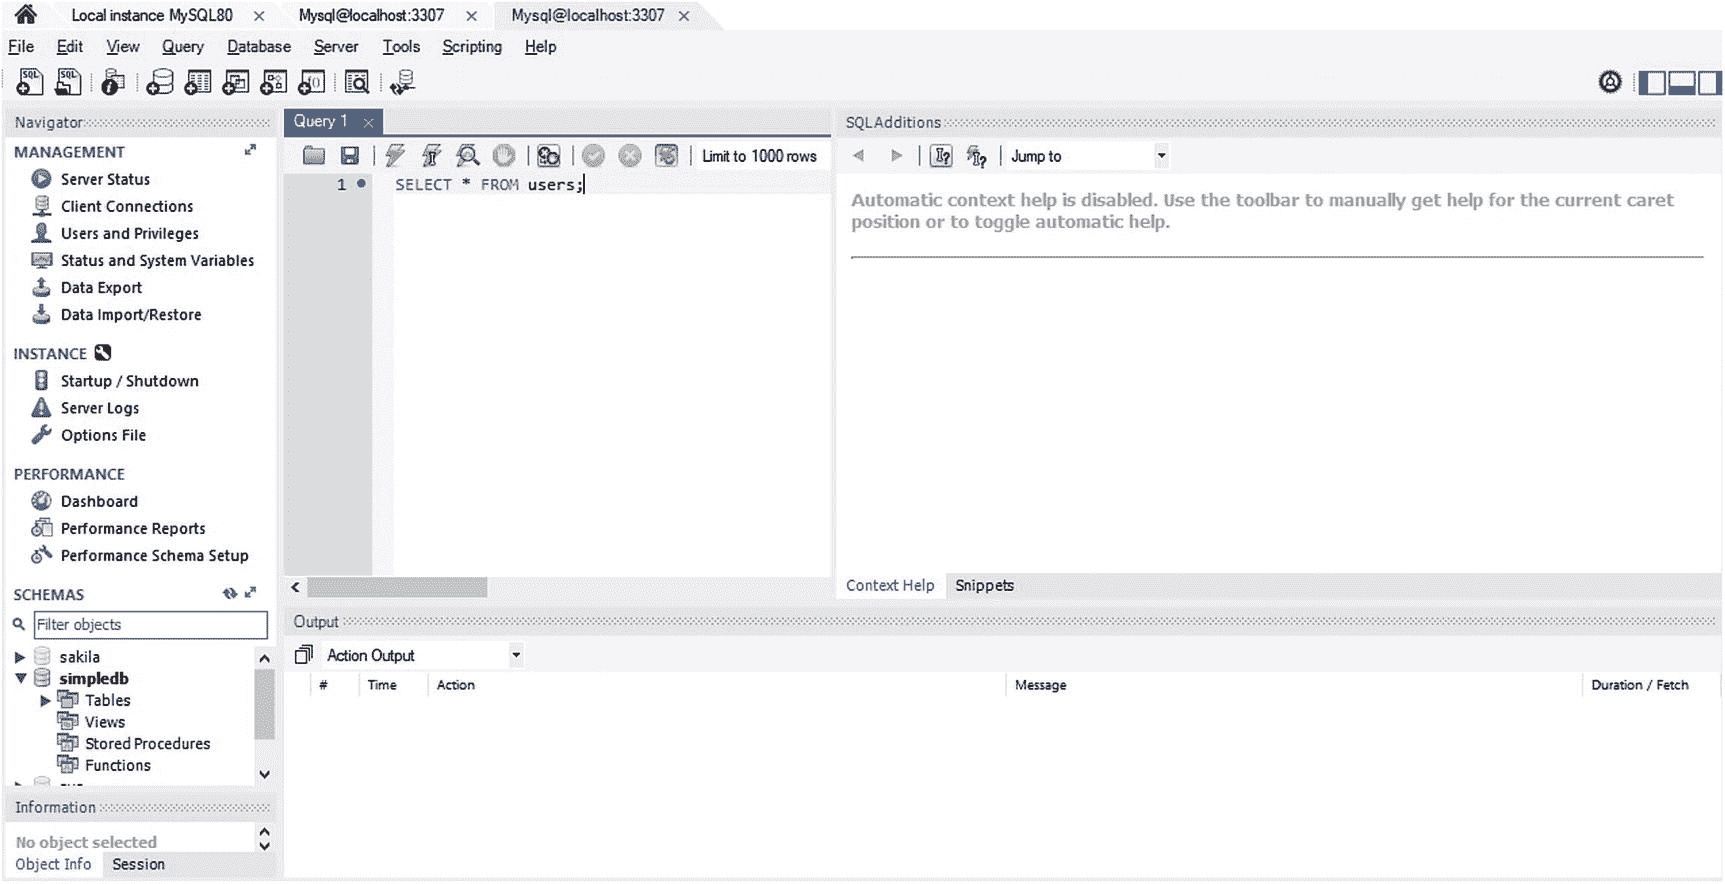 Local instance MySQL80
Mysql@localhost:3307
Mysql@localhost:3307
File Edit View Query Database Server Tools Scripting Help
SQL SQL
Navigator
MANAGEMENT
Server Status
Client Connections
Users and Privileges
Status and System Variables
Data Export
Data Import/Restore
INSTANCE
Startup / Shutdown
Server Logs
Options File
PERFORMANCE
Dashboard
Performance Reports
Performance Schema Setup
SCHEMAS
Filter objects
sakila
simpledb
Tables
Views
Stored Procedures
Functions
Information
No object selected
Object Info Session
Query 1
Limit to 1000 rows
1 SELECT * FROM users;
SQLAdditions
Jump to
Automatic context help is disabled. Use the toolbar to manually get help for the current caret
position or to toggle automatic help.
Context Help Snippets
Output
Action Output
# Time Action Message Duration / Fetch